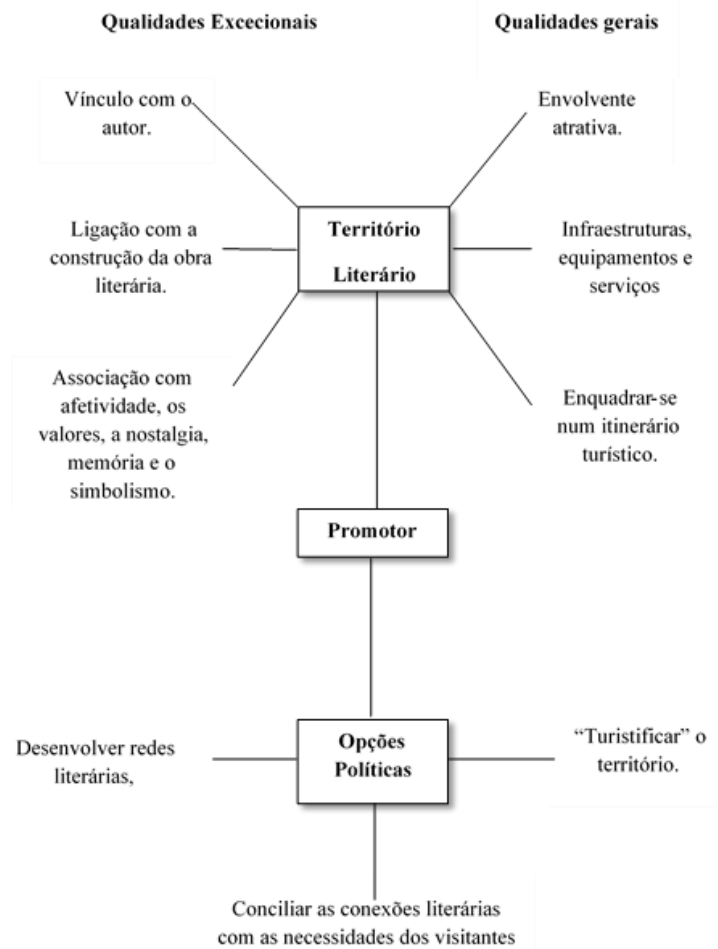 Qualidades Excecionais
Qualidades gerais
Vínculo com o
autor.
Envolvente
atrativa.
Ligação com a
construção da obra
literária.
Território
Literário
Infraestruturas,
equipamentos e
serviços
Associação com
afetividade, os
valores, a nostalgia,
memória e o
simbolismo.
Enquadrar-se
num itinerário
turístico.
Promotor
Desenvolver redes
literárias,
Opções
Políticas
“Turistificar” o
território.
Conciliar as conexões literárias
com as necessidades dos visitantes